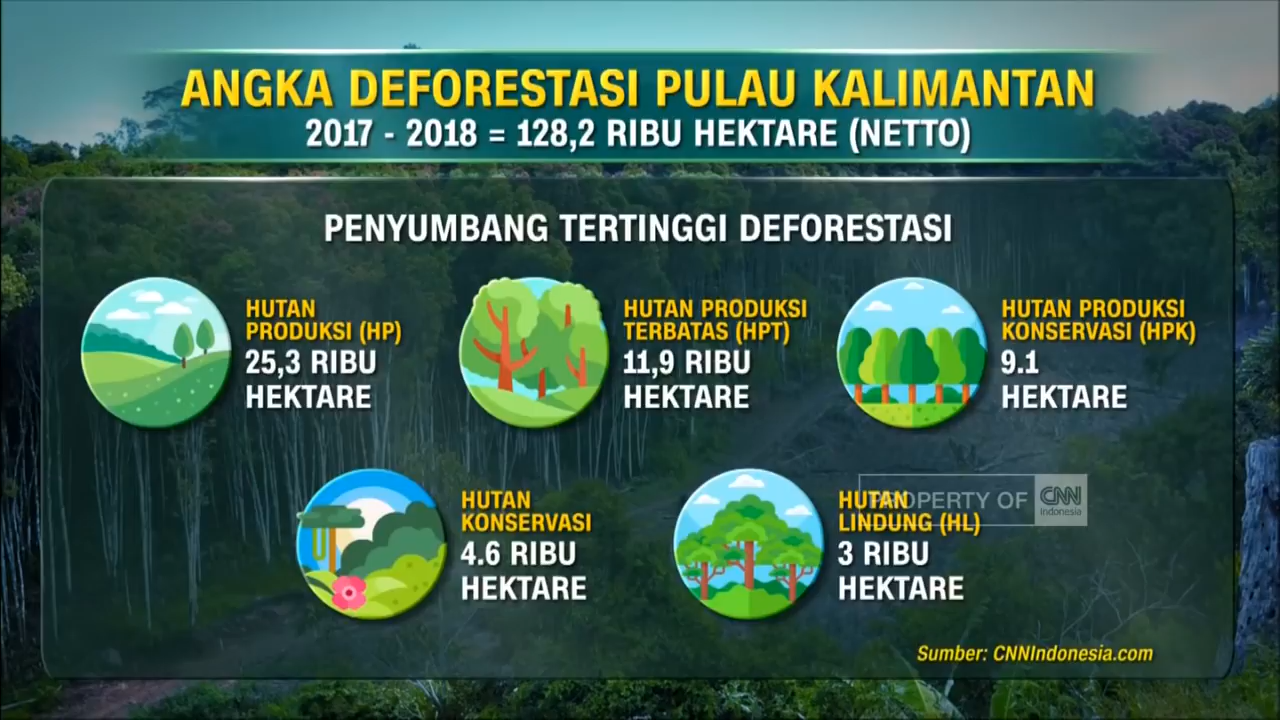 ANGKA DEFORESTASI PULAU KALIMANTAN
2017 - 2018 = 128,2 RIBU HEKTARE (NETTO)
PENYUMBANG TERTINGGI DEFORESTASI
HUTAN
PRODUKSI (HP)
25,3 RIBU
HEKTARE
HUTAN PRODUKSI
TERBATAS (HPT)
11,9 RIBU
HEKTARE
HUTAN PRODUKSI
KONSERVASI (HPK)
9.1
HEKTARE
HUTAN
KONSERVASI
4.6 RIBU
HEKTARE
HUTAN
LINDUNG (HL)
3 RIBU
HEKTARE
PROPERTY OF CNN
Indonesia
Sumber: CNNIndonesia.com